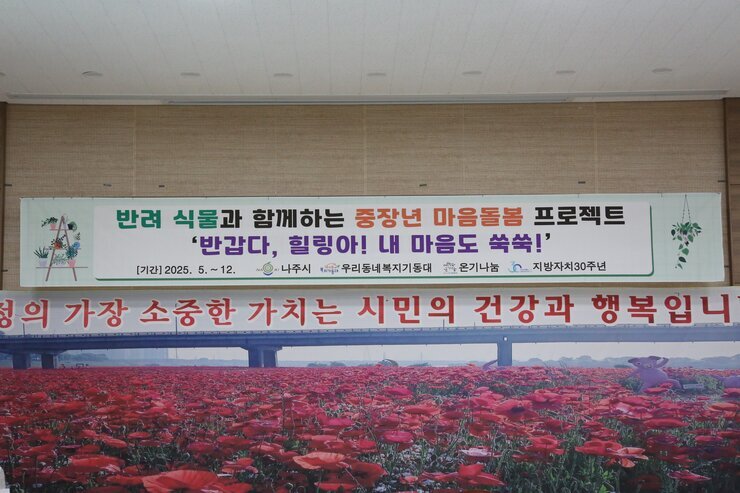 반려 식물과 함께하는 중장년 마음돌봄 프로젝트
‘반갑다, 힐링아! 내 마음도 쑥쑥!’
[기간] 2025. 5. ~ 12. 나주시 우리동네복지기동대 온기나눔 지방자치30주년
정의 가장 소중한 가치는 시민의 건강과 행복입니